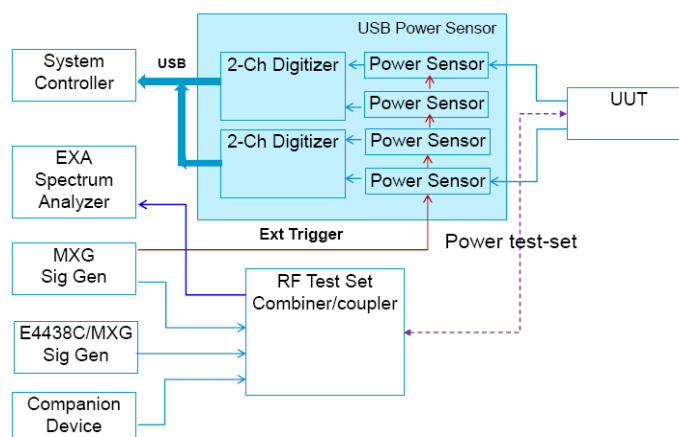 USB Power Sensor
System
Controller
USB
2-Ch Digitizer
Power Sensor
Power Sensor
2-Ch Digitizer
Power Sensor
Power Sensor
UUT
EXA
Spectrum
Analyzer
Ext Trigger
Power test-set
MXG
Sig Gen
RF Test Set
Combiner/coupler
E4438C/MXG
Sig Gen
Companion
Device